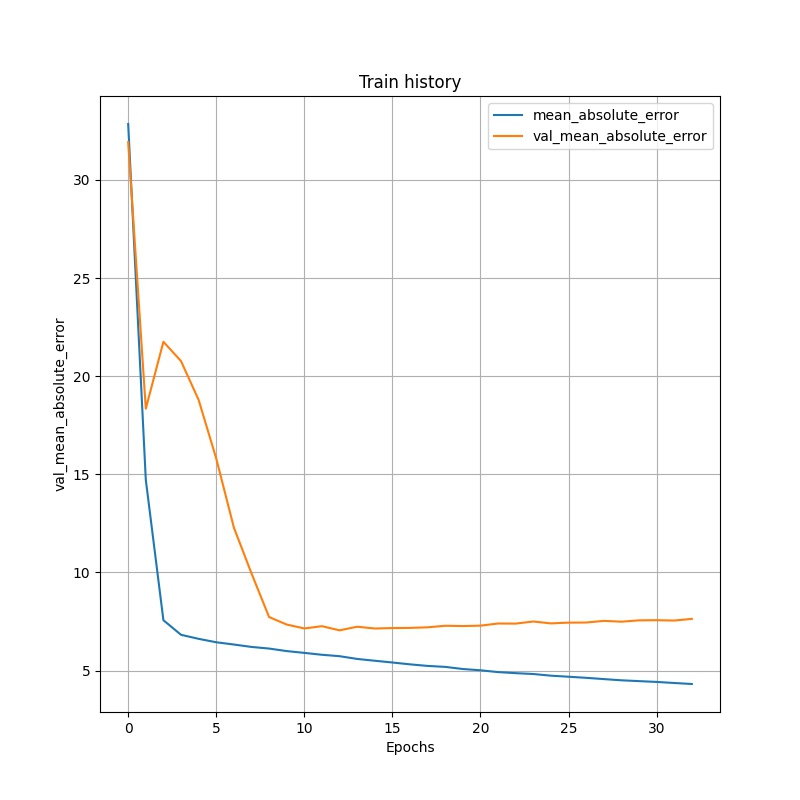 Train history
mean_absolute_error
val_mean_absolute_error
val_mean_absolute_error
30
25
20
15
10
5
0 5 10 15 20 25 30
Epochs